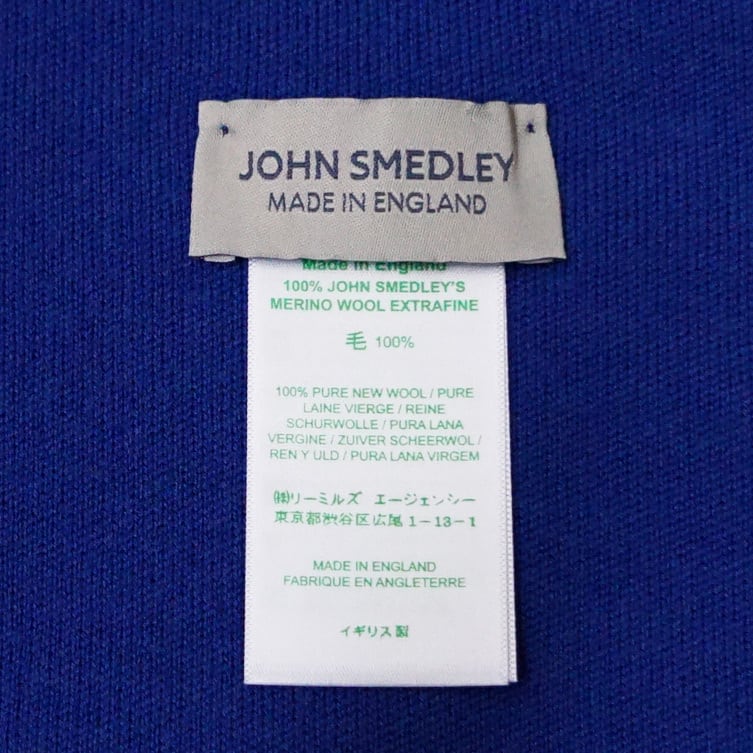 JOHN SMEDLEY
MADE IN ENGLAND
Made in England
100% JOHN SMEDLEY'S
MERINO WOOL EXTRAFINE
毛 100%
100% PURE NEW WOOL / PURE
LAINE VIERGE / REINE
SCHURWOLLE / PURA LANA
VERGINE / ZUIVER SCHEERWOL /
REN Y ULD / PURA LANA VIRGEM
㈱リーミルズ エージェンシー
東京都渋谷区広尾1-13-1
MADE IN ENGLAND
FABRIQUE EN ANGLETERRE
イギリス製